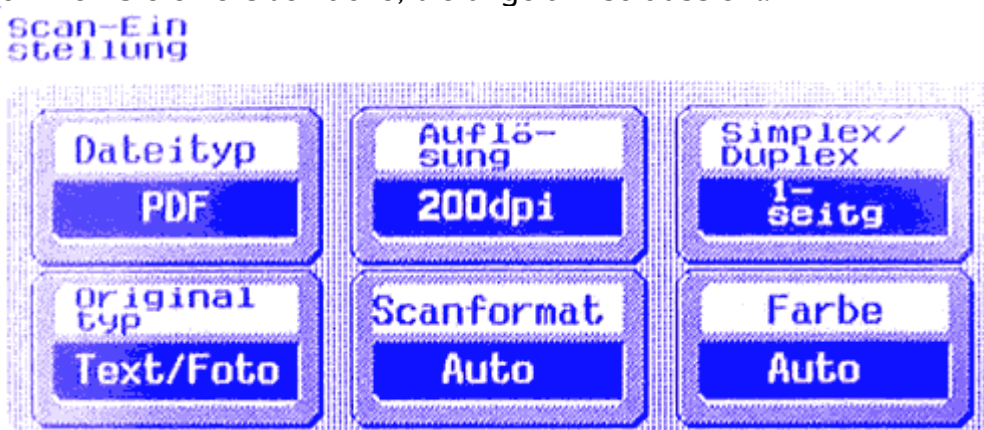 Scan-Ein
stellung
Dateityp
PDF
Auflö-
sung
200dpi
Simplex/
Duplex
1-
seitg
Original
typ
Text/Foto
Scanformat
Auto
Farbe
Auto